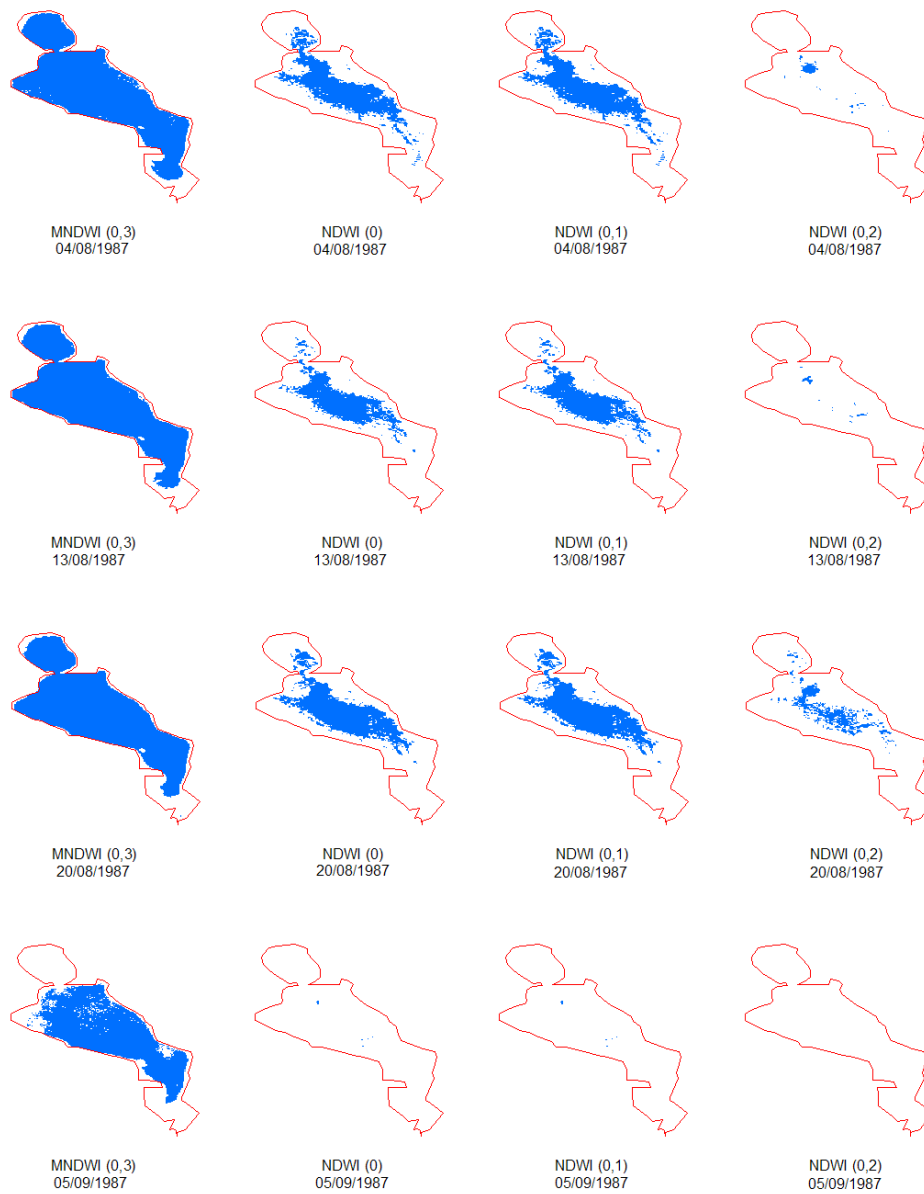 MNDWI (0,3)
04/08/1987
NDWI (0)
04/08/1987
NDWI (0,1)
04/08/1987
NDWI (0,2)
04/08/1987
MNDWI (0,3)
13/08/1987
NDWI (0)
13/08/1987
NDWI (0,1)
13/08/1987
NDWI (0,2)
13/08/1987
MNDWI (0,3)
20/08/1987
NDWI (0)
20/08/1987
NDWI (0,1)
20/08/1987
NDWI (0,2)
20/08/1987
MNDWI (0,3)
05/09/1987
NDWI (0)
05/09/1987
NDWI (0,1)
05/09/1987
NDWI (0,2)
05/09/1987